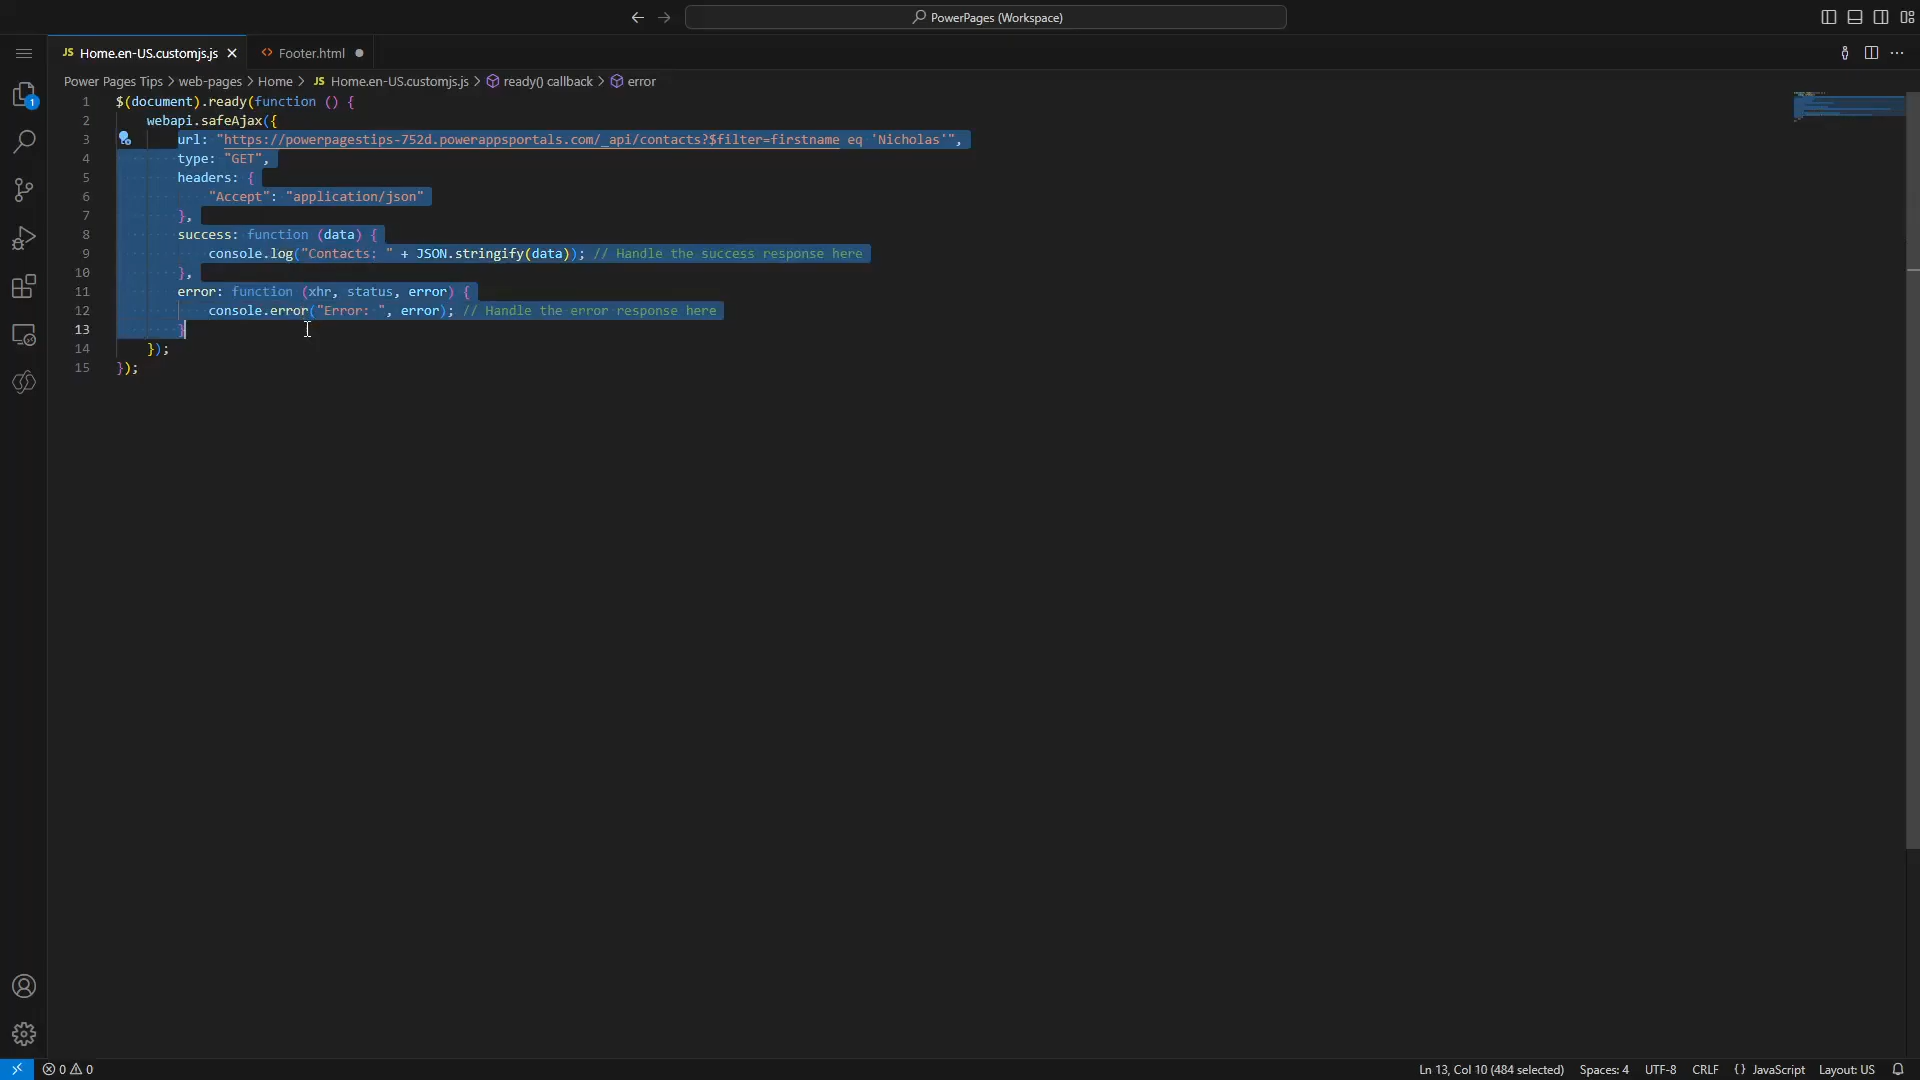 PowerPages (Workspace)
JS Home.en-US.customjs.js Footer.html
Power Pages Tips > web-pages > Home > JS Home.en-US.customjs.js > ready() callback > error
1 $(document).ready(function () {
2 webapi.safeAjax({
3 url: "https://powerpagestips-752d.powerappsportals.com/_api/contacts?$filter=firstname eq 'Nicholas'",
4 type: "GET",
5 headers: {
6 "Accept": "application/json"
7 },
8 success: function (data) {
9 console.log("Contacts: " + JSON.stringify(data)); // Handle the success response here
10 },
11 error: function (xhr, status, error) {
12 console.error("Error: ", error); // Handle the error response here
13 }
14 });
15 });
1
0 0 Ln 13, Col 10 (484 selected) Spaces: 4 UTF-8 CRLF {} JavaScript Layout: US